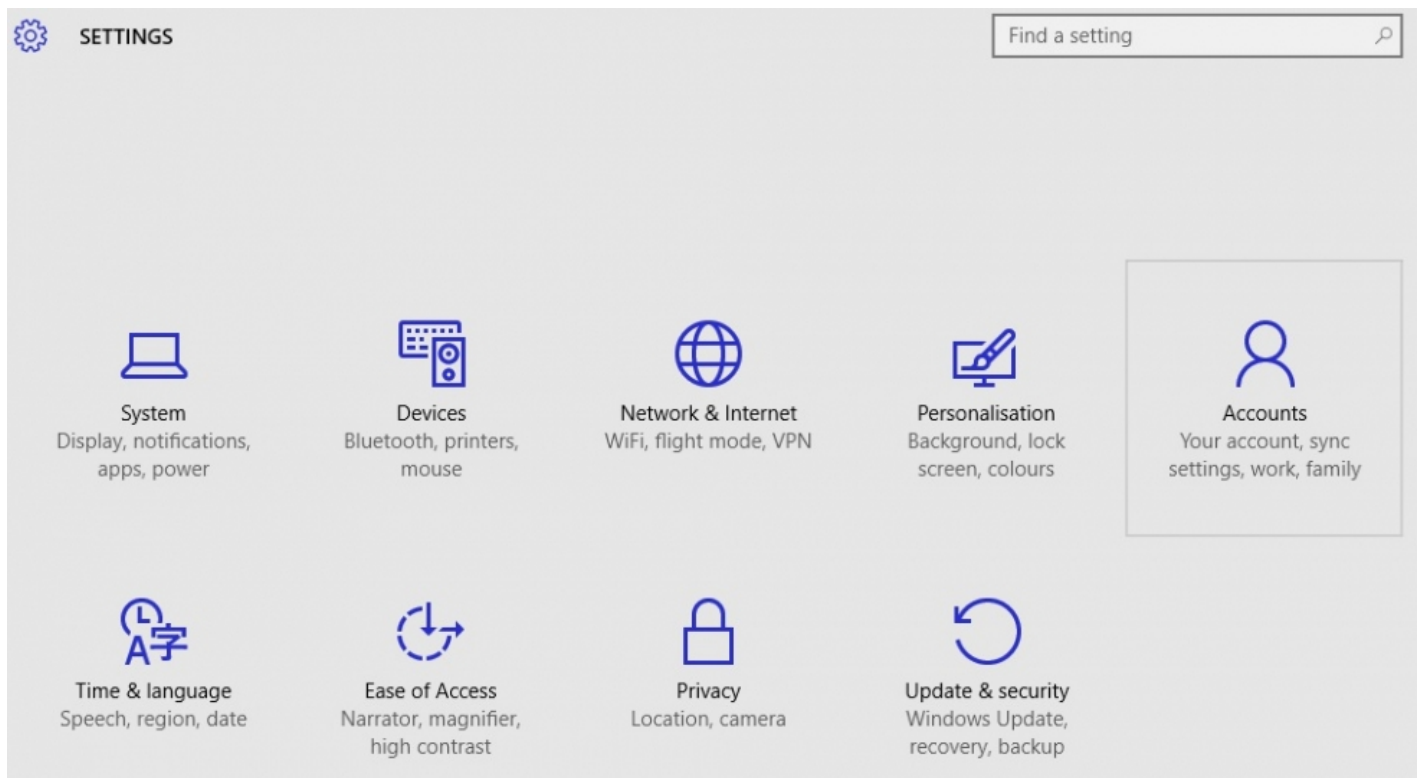 SETTINGS
Find a setting
System
Display, notifications,
apps, power
Devices
Bluetooth, printers,
mouse
Network & Internet
WiFi, flight mode, VPN
Personalisation
Background, lock
screen, colours
Accounts
Your account, sync
settings, work, family
A字
Time & language
Speech, region, date
Ease of Access
Narrator, magnifier,
high contrast
Privacy
Location, camera
Update & security
Windows Update,
recovery, backup